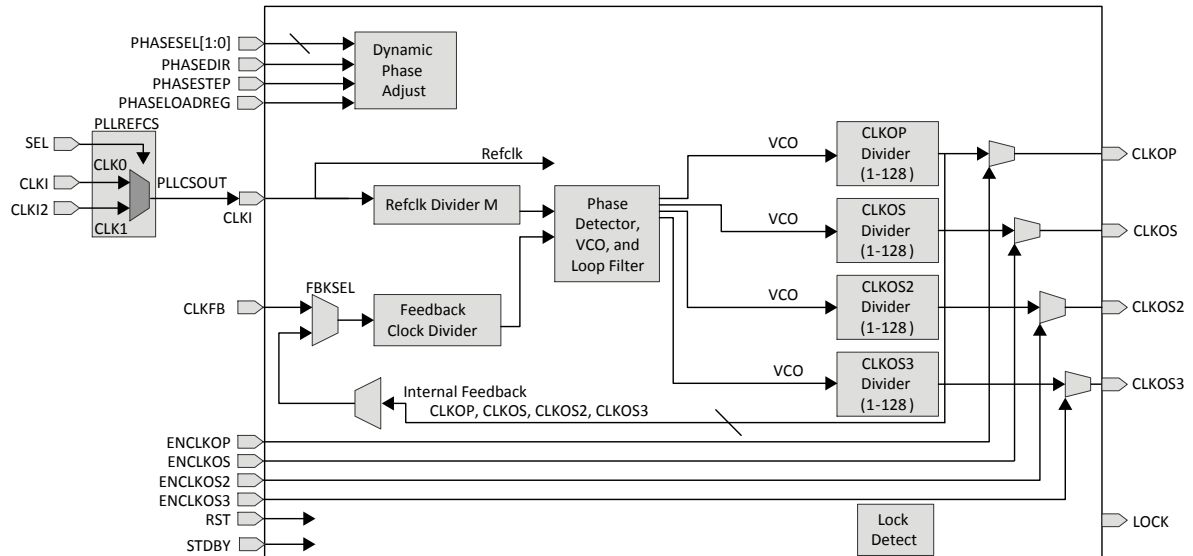 PHASESEL[1:0]
PHASEDIR
PHASESTEP
PHASELOADREG
Dynamic
Phase
Adjust
PLLREFCS
SEL
CLK0
CLKI
CLKI2
CLK1
PLLCSOUT
CLKI
Refclk
Refclk Divider M
Phase
Detector,
VCO, and
Loop Filter
VCO
CLKOP
Divider
(1-128)
CLKOP
VCO
CLKOS
Divider
(1-128)
CLKOS
CLKFB
FBKSEL
Feedback
Clock Divider
VCO
CLKOS2
Divider
(1-128)
CLKOS2
VCO
CLKOS3
Divider
(1-128)
CLKOS3
Internal Feedback
CLKOP, CLKOS, CLKOS2, CLKOS3
ENCLKOP
ENCLKOS
ENCLKOS2
ENCLKOS3
RST
STDBY
Lock
Detect
LOCK